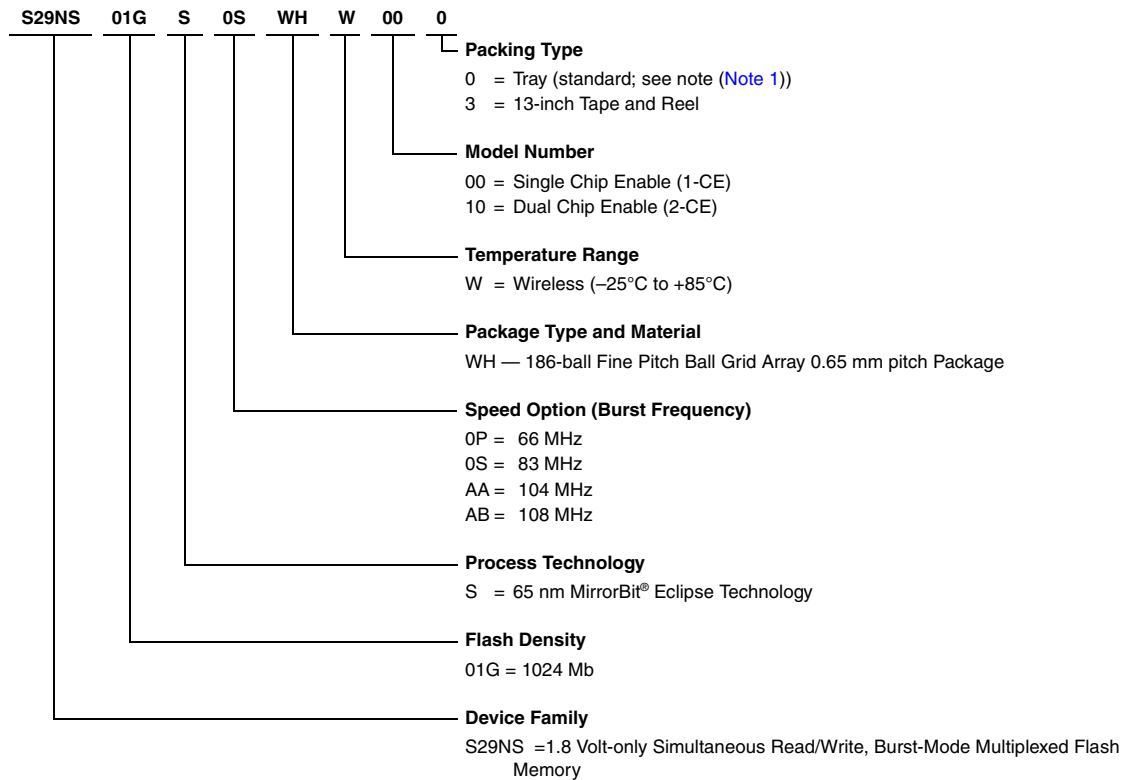 S29NS 01G S 0S WH W 00 0
Packing Type
0 = Tray (standard; see note (Note 1))
3 = 13-inch Tape and Reel
Model Number
00 = Single Chip Enable (1-CE)
10 = Dual Chip Enable (2-CE)
Temperature Range
W = Wireless (–25°C to +85°C)
Package Type and Material
WH — 186-ball Fine Pitch Ball Grid Array 0.65 mm pitch Package
Speed Option (Burst Frequency)
0P = 66 MHz
0S = 83 MHz
AA = 104 MHz
AB = 108 MHz
Process Technology
S = 65 nm MirrorBit® Eclipse Technology
Flash Density
01G = 1024 Mb
Device Family
S29NS =1.8 Volt-only Simultaneous Read/Write, Burst-Mode Multiplexed Flash
Memory